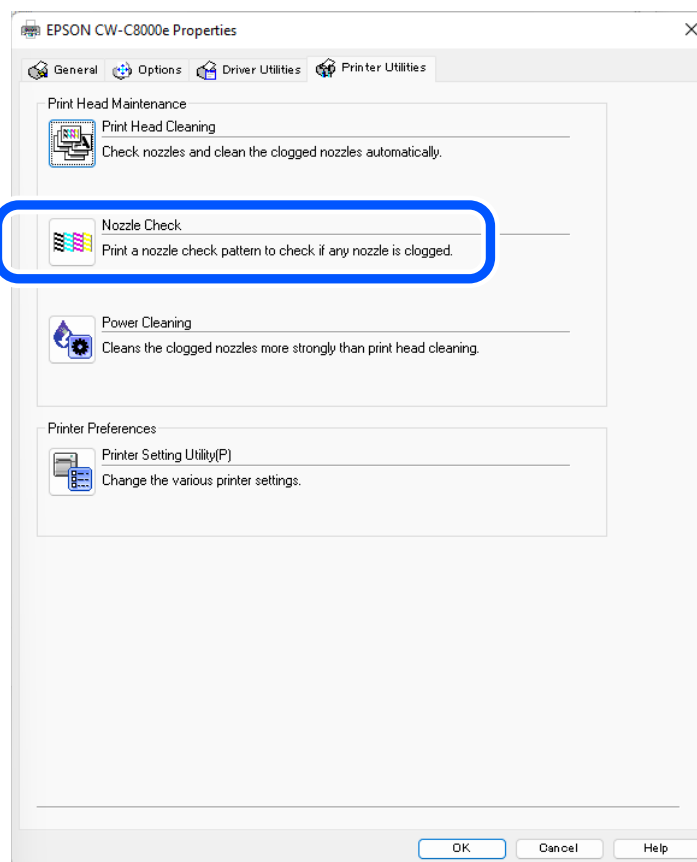 EPSON CW-C8000e Properties
General Options Driver Utilities Printer Utilities
Print Head Maintenance
Print Head Cleaning
Check nozzles and clean the clogged nozzles automatically.
Nozzle Check
Print a nozzle check pattern to check if any nozzle is clogged.
Power Cleaning
Cleans the clogged nozzles more strongly than print head cleaning.
Printer Preferences
Printer Setting Utility(P)
Change the various printer settings.
OK Cancel Help